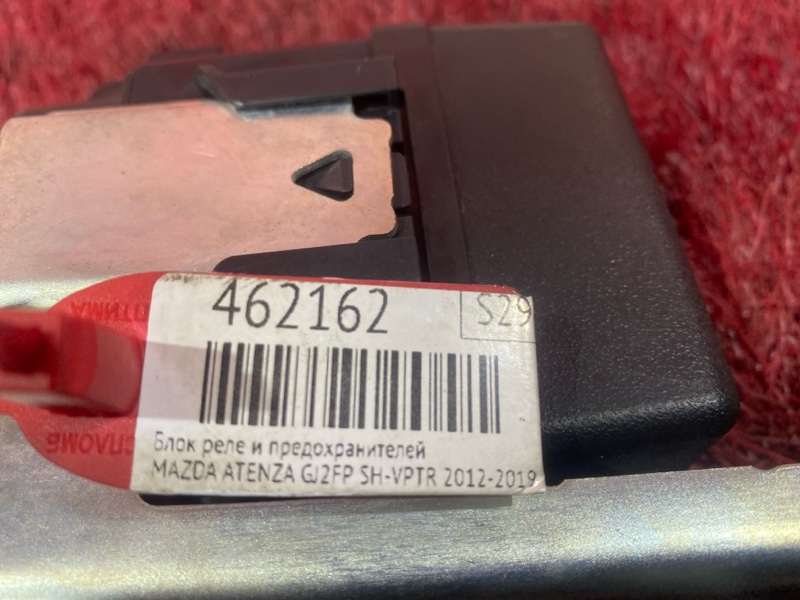 462162
S29
Блок реле и предохранителей
MAZDA ATENZA GJ2FP SH-VPTR 2012-2019